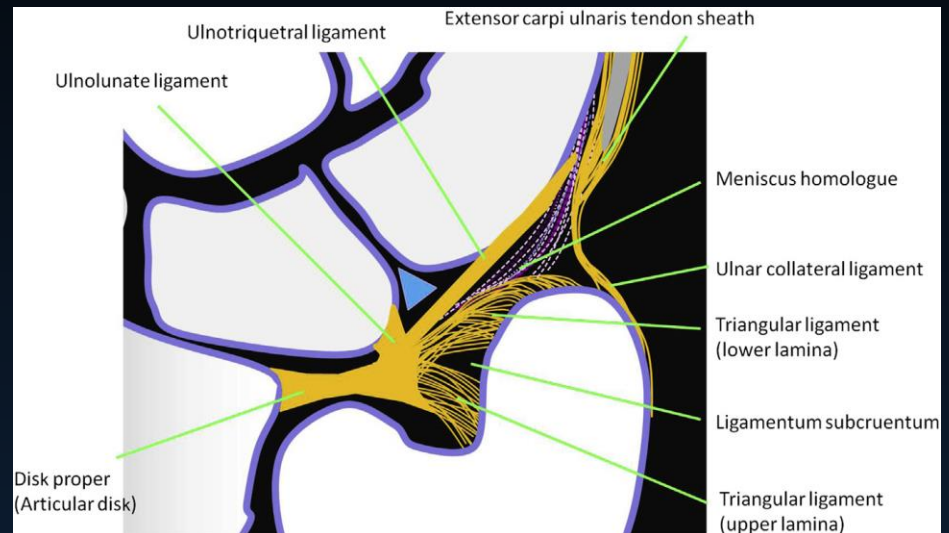 Extensor carpi ulnaris tendon sheath
Ulnotriquetral ligament
Ulnolunate ligament
Meniscus homologue
Ulnar collateral ligament
Triangular ligament
(lower lamina)
Ligamentum subcruentum
Disk proper
(Articular disk)
Triangular ligament
(upper lamina)